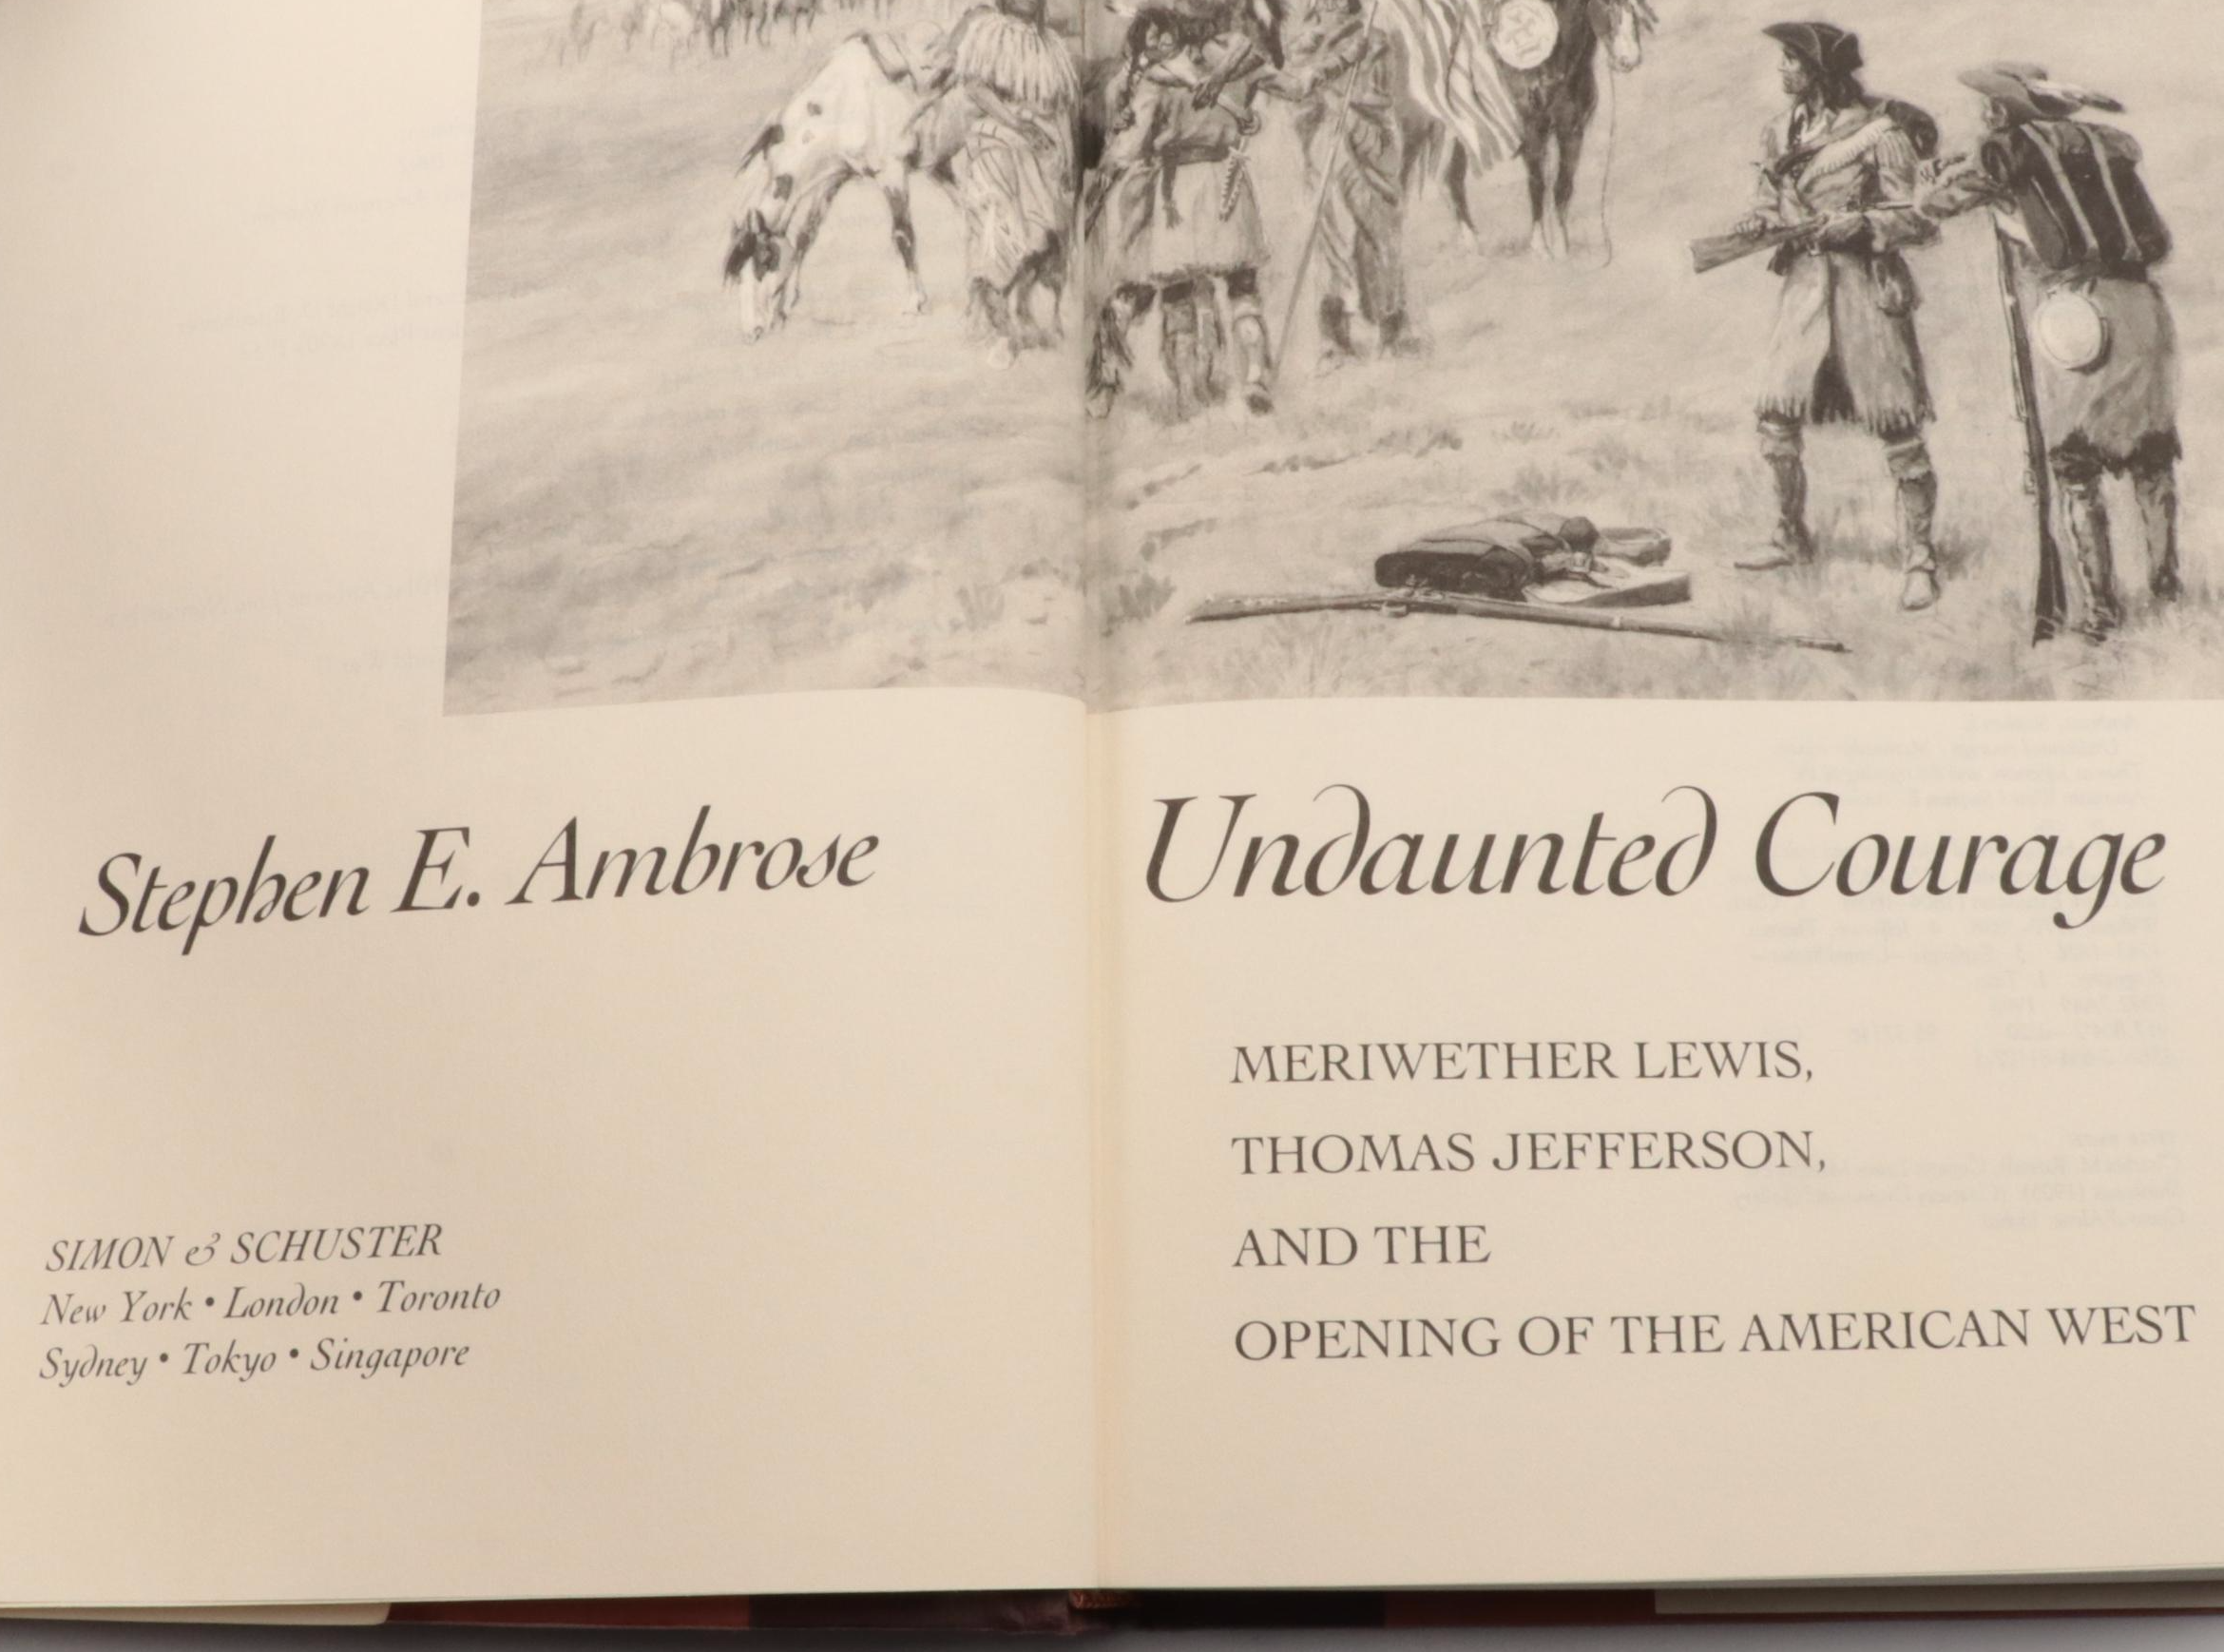 Stephen E. Ambrose
SIMON & SCHUSTER
New York • London • Toronto
Sydney • Tokyo • Singapore
Undaunted Courage
MERIWETHER LEWIS,
THOMAS JEFFERSON,
AND THE
OPENING OF THE AMERICAN WEST